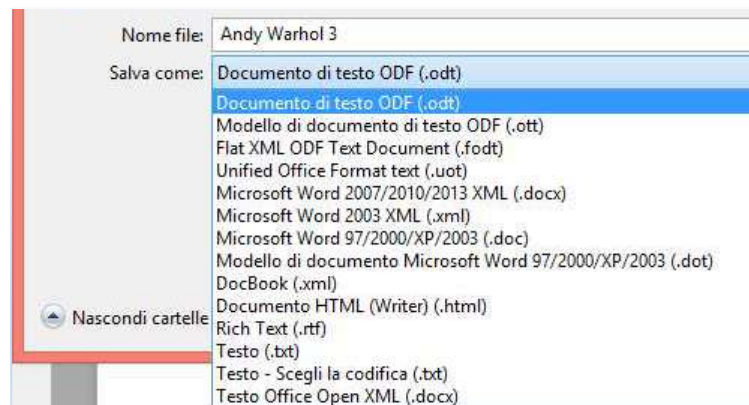 Nome file: Andy Warhol 3
Salva come: Documento di testo ODF (.odt)
Documento di testo ODF (.odt)
Modello di documento di testo ODF (.ott)
Flat XML ODF Text Document (.fodt)
Unified Office Format text (.uot)
Microsoft Word 2007/2010/2013 XML (.docx)
Microsoft Word 2003 XML (.xml)
Microsoft Word 97/2000/XP/2003 (.doc)
Modello di documento Microsoft Word 97/2000/XP/2003 (.dot)
DocBook (.xml)
Documento HTML (Writer) (.html)
Nascondi cartelle
Rich Text (.rtf)
Testo (.txt)
Testo - Scegli la codifica (.txt)
Testo Office Open XML (.docx)